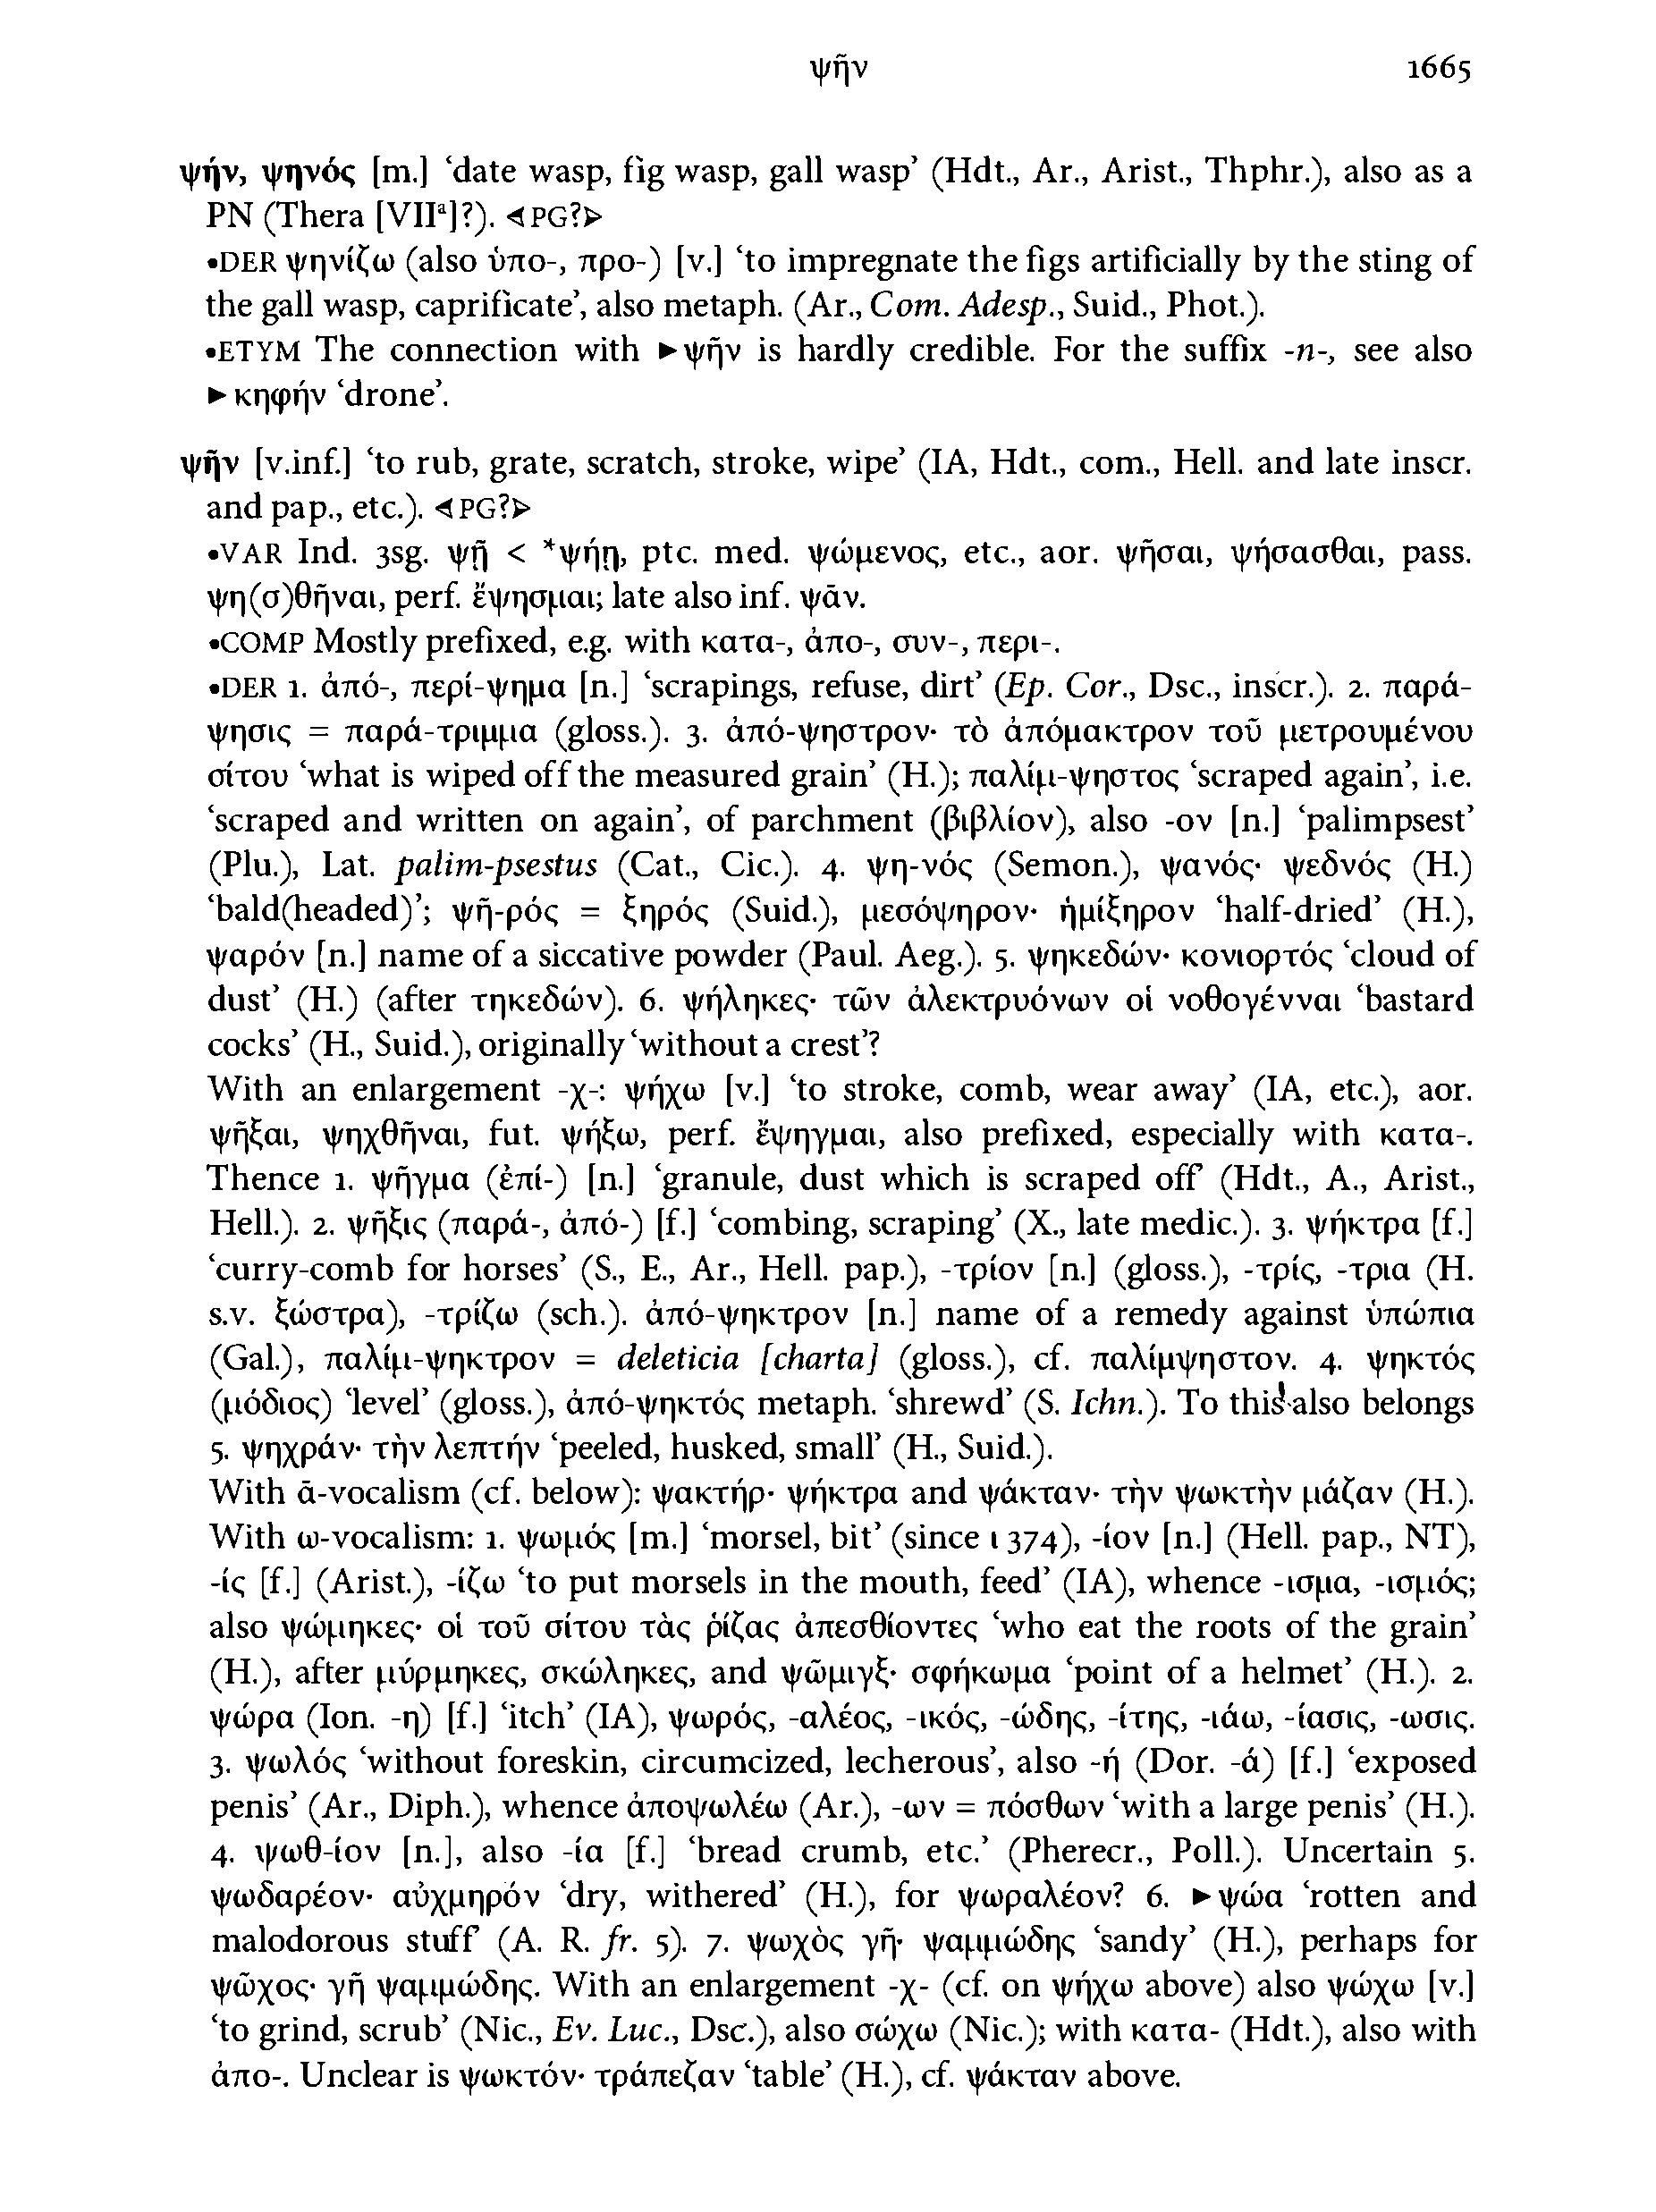 ψῆν 1665
ψήν, ψηνός [m.] ‘date wasp, fig wasp, gall wasp’ (Hdt., Ar., Arist., Thphr.), also as a
PN (Thera [VIIª]?). ◁PG?▷
•DER ψηνίζω (also ὑπο-, προ-) [v.] ‘to impregnate the figs artificially by the sting of
the gall wasp, caprificate’, also metaph. (Ar., Com. Adesp., Suid., Phot.).
•ETYM The connection with ►ψῆν is hardly credible. For the suffix -n-, see also
►κηφήν ‘drone’.
ψῆν [v.inf.] ‘to rub, grate, scratch, stroke, wipe’ (IA, Hdt., com., Hell. and late inscr.
and pap., etc.). ◁PG?▷
•VAR Ind. 3sg. ψῇ < *ψήῃ, ptc. med. ψώμενος, etc., aor. ψῆσαι, ψήσασθαι, pass.
ψη(σ)θῆναι, perf. ἔψησμαι; late also inf. ψᾶν.
•COMP Mostly prefixed, e.g. with κατα-, ἀπο-, συν-, περι-.
•DER 1. ἀπό-, περί-ψημα [n.] ‘scrapings, refuse, dirt’ (Ep. Cor., Dsc., inscr.). 2. παρά-
ψησις = παρά-τριμμα (gloss.). 3. ἀπό-ψηστρον· τὸ ἀπόμακτρον τοῦ μετρουμένου
σίτου ‘what is wiped off the measured grain’ (H.); παλίμ-ψηστος ‘scraped again’, i.e.
‘scraped and written on again’, of parchment (βιβλίον), also -ον [n.] ‘palimpsest’
(Plu.), Lat. palim-psestus (Cat., Cic.). 4. ψη-νός (Semon.), ψανός· ψεδνός (H.)
‘bald(headed)’; ψῆ-ρός = ξηρός (Suid.), μεσόψηρον· ἡμίξηρον ‘half-dried’ (H.),
ψαρόν [n.] name of a siccative powder (Paul. Aeg.). 5. ψηκεδών· κονιορτός ‘cloud of
dust’ (H.) (after τηκεδών). 6. ψήληκες· τῶν ἀλεκτρυόνων οἱ νοθογένναι ‘bastard
cocks’ (H., Suid.), originally ‘without a crest’?
With an enlargement -χ-: ψήχω [v.] ‘to stroke, comb, wear away’ (IA, etc.), aor.
ψῆξαι, ψηχθῆναι, fut. ψήξω, perf. ἔψηγμαι, also prefixed, especially with κατα-.
Thence 1. ψῆγμα (ἐπί-) [n.] ‘granule, dust which is scraped off’ (Hdt., A., Arist.,
Hell.). 2. ψῆξις (παρά-, ἀπό-) [f.] ‘combing, scraping’ (X., late medic.). 3. ψήκτρα [f.]
‘curry-comb for horses’ (S., E., Ar., Hell. pap.), -τρίον [n.] (gloss.), -τρίς, -τρια (H.
s.v. ξώστρα), -τρίζω (sch.). ἀπό-ψηκτρον [n.] name of a remedy against ὑπώπια
(Gal.), παλίμ-ψηκτρον = deleticia [charta] (gloss.), cf. παλίμψηστον. 4. ψηκτός
(μόδιος) ‘level’ (gloss.), ἀπό-ψηκτός metaph. ‘shrewd’ (S. Ichn.). To this also belongs
5. ψηχράν· τὴν λεπτήν ‘peeled, husked, small’ (H., Suid.).
With ᾱ-vocalism (cf. below): ψακτήρ· ψήκτρα and ψάκταν· τὴν ψωκτὴν μάζαν (H.).
With ω-vocalism: 1. ψωμός [m.] ‘morsel, bit’ (since ι 374), -ίον [n.] (Hell. pap., NT),
-ίς [f.] (Arist.), -ίζω ‘to put morsels in the mouth, feed’ (IA), whence -ισμα, -ισμός;
also ψώμηκες· οἱ τοῦ σίτου τὰς ῥίζας ἀπεσθίοντες ‘who eat the roots of the grain’
(H.), after μύρμηκες, σκώληκες, and ψῶμιγξ· σφήκωμα ‘point of a helmet’ (H.). 2.
ψώρα (Ion. -η) [f.] ‘itch’ (IA), ψωρός, -αλέος, -ικός, -ώδης, -ίτης, -ιάω, -ίασις, -ωσις.
3. ψωλός ‘without foreskin, circumcized, lecherous’, also -ή (Dor. -ά) [f.] ‘exposed
penis’ (Ar., Diph.), whence ἀποψωλέω (Ar.), -ων = πόσθων ‘with a large penis’ (H.).
4. ψωθ-ίον [n.], also -ία [f.] ‘bread crumb, etc.’ (Pherecr., Poll.). Uncertain 5.
ψωδαρέον· αὐχμηρόν ‘dry, withered’ (H.), for ψωραλέον? 6. ►ψώα ‘rotten and
malodorous stuff’ (A. R. fr. 5). 7. ψωχὸς γῆ· ψαμμώδης ‘sandy’ (H.), perhaps for
ψῶχος· γῆ ψαμμώδης. With an enlargement -χ- (cf. on ψήχω above) also ψώχω [v.]
‘to grind, scrub’ (Nic., Ev. Luc., Dsc.), also σώχω (Nic.); with κατα- (Hdt.), also with
ἀπο-. Unclear is ψωκτόν· τράπεζαν ‘table’ (H.), cf. ψάκταν above.